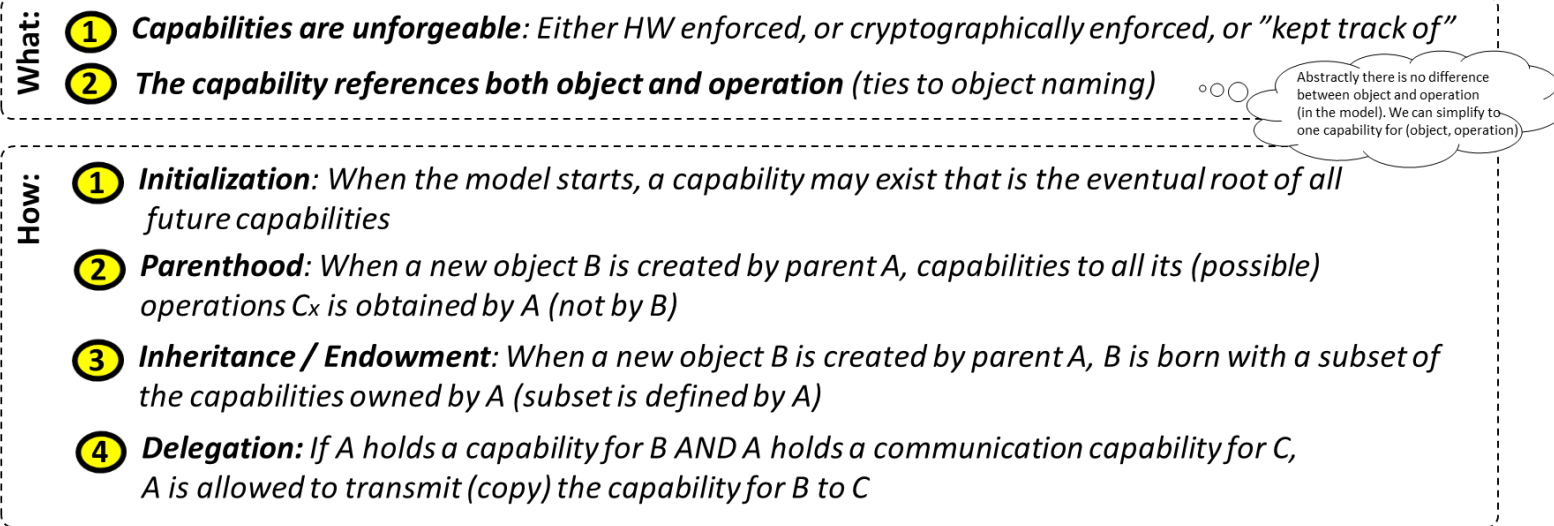 What:
1 Capabilities are unforgeable: Either HW enforced, or cryptographically enforced, or ”kept track of”
2 The capability references both object and operation (ties to object naming)
Abstractly there is no difference
between object and operation
(in the model). We can simplify to
one capability for (object, operation)
How:
1 Initialization: When the model starts, a capability may exist that is the eventual root of all
future capabilities
2 Parenthood: When a new object B is created by parent A, capabilities to all its (possible)
operations Cx is obtained by A (not by B)
3 Inheritance / Endowment: When a new object B is created by parent A, B is born with a subset of
the capabilities owned by A (subset is defined by A)
4 Delegation: If A holds a capability for B AND A holds a communication capability for C,
A is allowed to transmit (copy) the capability for B to C